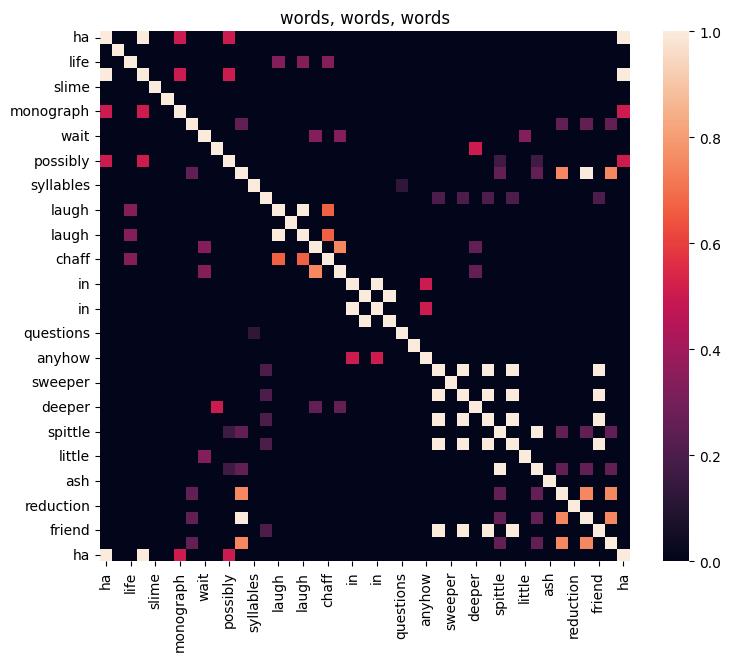 words, words, words
ha
life
slime
monograph
wait
possibly
syllables
laugh
laugh
chaff
in
in
questions
anyhow
sweeper
deeper
spittle
little
ash
reduction
friend
ha
1.0
0.8
0.6
0.4
0.2
0.0
ha
life
slime
monograph
wait
possibly
syllables
laugh
laugh
chaff
in
in
questions
anyhow
sweeper
deeper
spittle
little
ash
reduction
friend
ha